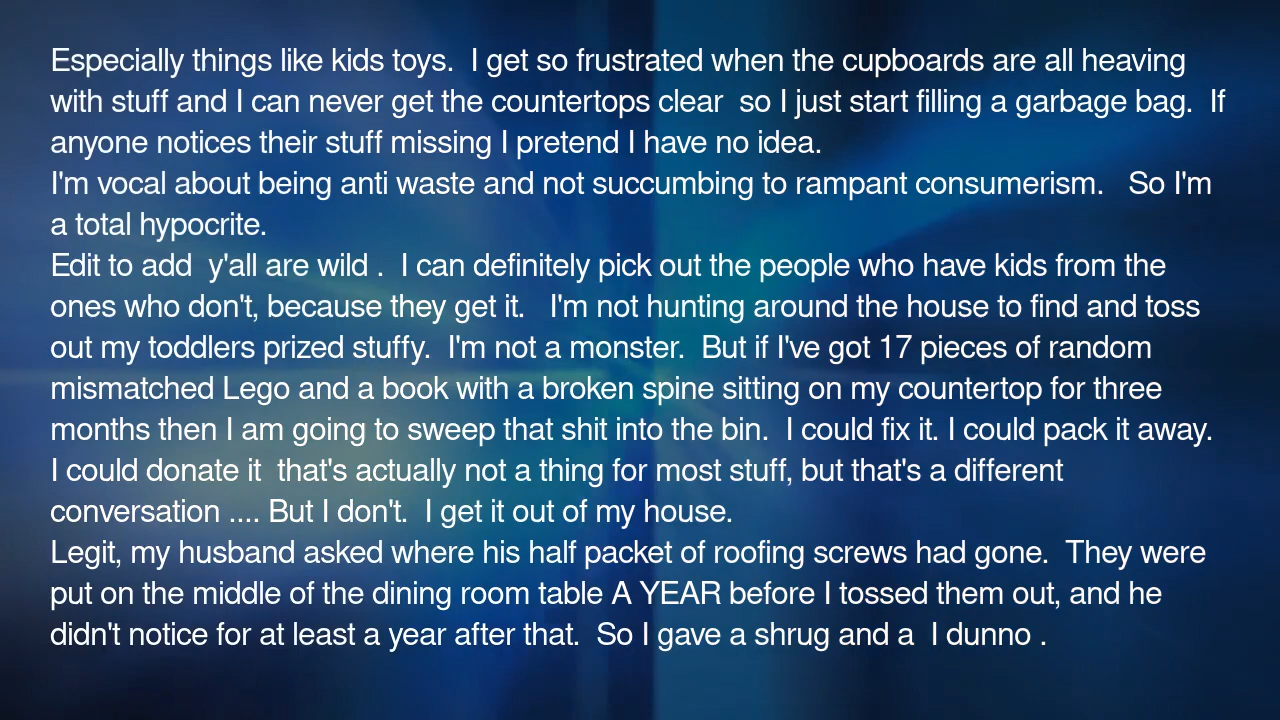 Especially things like kids toys.  I get so frustrated when the cupboards are all heaving
with stuff and I can never get the countertops clear  so I just start filling a garbage bag.  If
anyone notices their stuff missing I pretend I have no idea.
I'm vocal about being anti waste and not succumbing to rampant consumerism.   So I'm
a total hypocrite.
Edit to add  y'all are wild .  I can definitely pick out the people who have kids from the
ones who don't, because they get it.   I'm not hunting around the house to find and toss
out my toddlers prized stuffy.  I'm not a monster.  But if I've got 17 pieces of random
mismatched Lego and a book with a broken spine sitting on my countertop for three
months then I am going to sweep that shit into the bin.  I could fix it. I could pack it away.
I could donate it  that's actually not a thing for most stuff, but that's a different
conversation .... But I don't.  I get it out of my house.
Legit, my husband asked where his half packet of roofing screws had gone.  They were
put on the middle of the dining room table A YEAR before I tossed them out, and he
didn't notice for at least a year after that.  So I gave a shrug and a  I dunno .